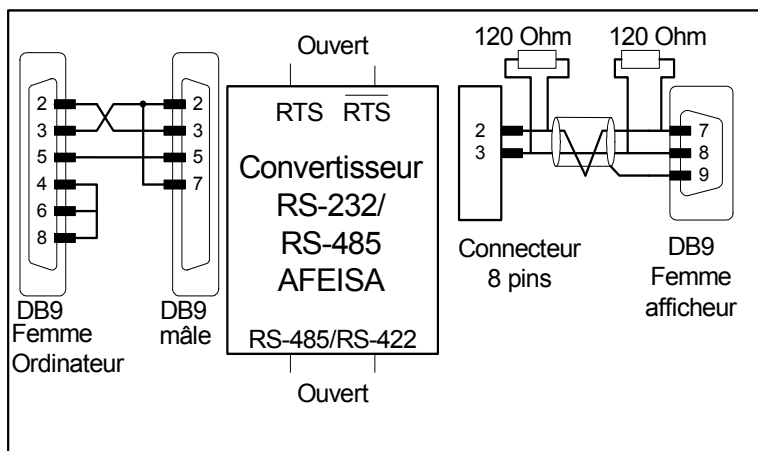 Ouvert
120 Ohm 120 Ohm
RTS RTS
2 2
3 3
5 5
4 7
6
8
Convertisseur
RS-232/
RS-485
AFEISA
RS-485/RS-422
Ouvert
DB9
Femme
Ordinateur
DB9
mâle
2 7
3 8
9
Connecteur
8 pins
DB9
Femme
afficheur